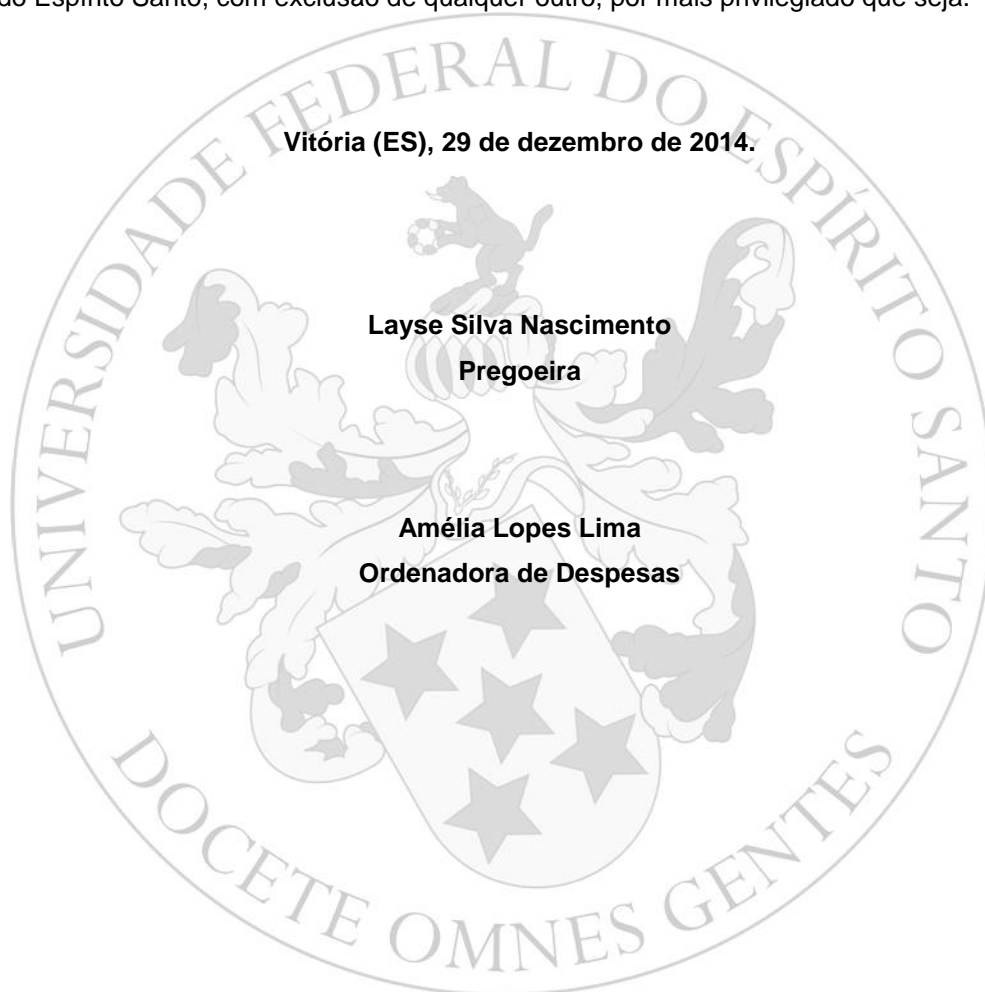 do Espírito Santo, com exclusão de qualquer outro, por mais privilegiado que seja.
UNIVERSIDADE FEDERAL DO ESPÍRITO SANTO
Vitória (ES), 29 de dezembro de 2014.
Layse Silva Nascimento
Pregoeira
Amélia Lopes Lima
Ordenadora de Despesas
DOCETE OMNES GENTES